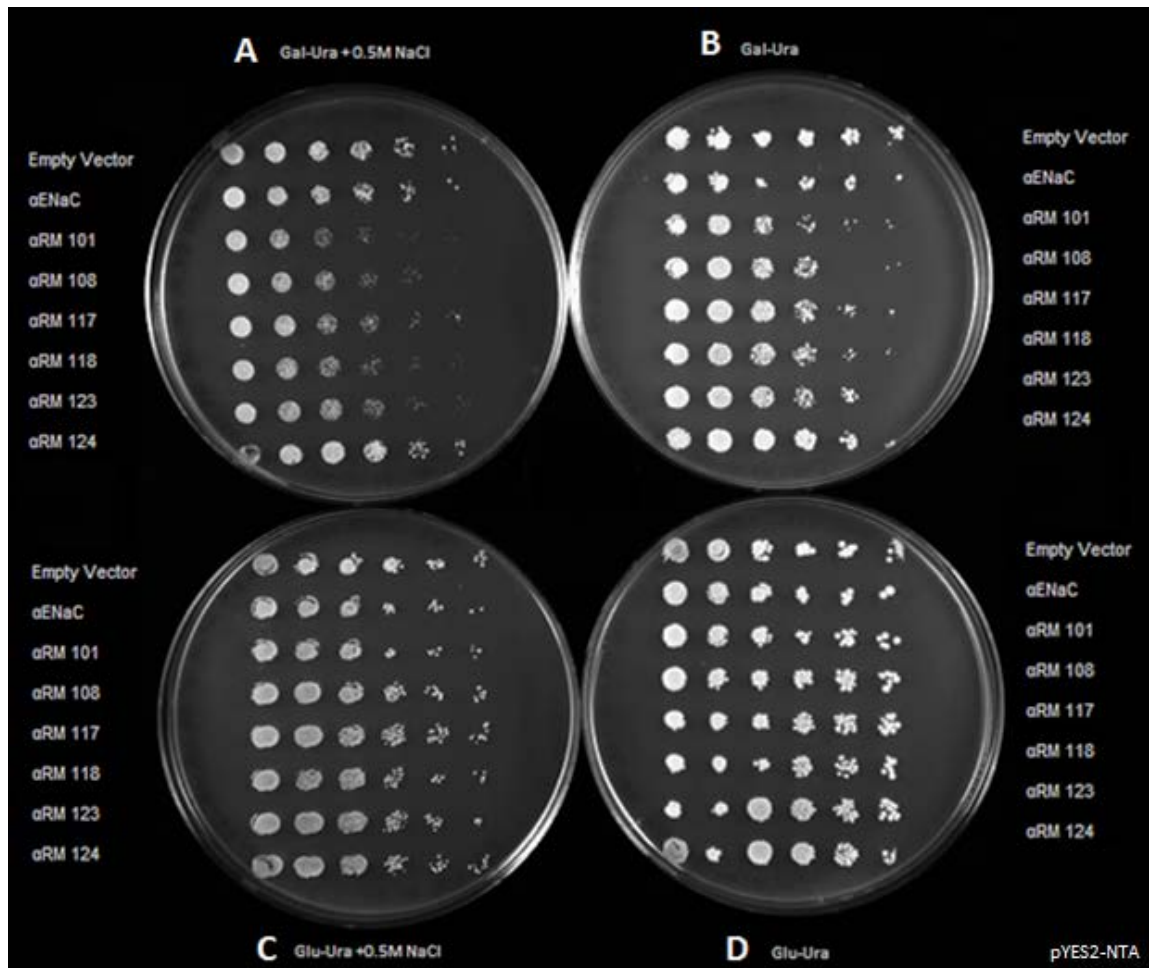 A Gal-Ura +0.5M NaCl
B Gal-Ura
Empty Vector
αENaC
αRM 101
αRM 108
αRM 117
αRM 118
αRM 123
αRM 124
Empty Vector
αENaC
αRM 101
αRM 108
αRM 117
αRM 118
αRM 123
αRM 124
Empty Vector
αENaC
αRM 101
αRM 108
αRM 117
αRM 118
αRM 123
αRM 124
Empty Vector
αENaC
αRM 101
αRM 108
αRM 117
αRM 118
αRM 123
αRM 124
C Glu-Ura +0.5M NaCl
D Glu-Ura
pYES2-NTA